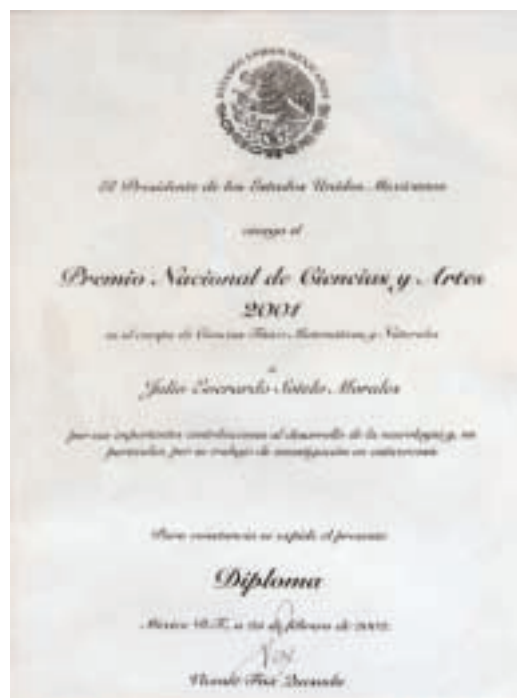 ESTADOS UNIDOS MEXICANOS
El Presidente de los Estados Unidos Mexicanos
otorga el
Premio Nacional de Ciencias y Artes
2001
en el campo de Ciencias Físico-Matemáticas y Naturales
a
Julio Everardo Sotelo Morales
por sus importantes contribuciones al desarrollo de la neurología y, en
particular, por su trabajo de investigación en
Para constancia se expide el presente
Diploma
México D.F., a de febrero de 2002.
Vicente Fox Quesada